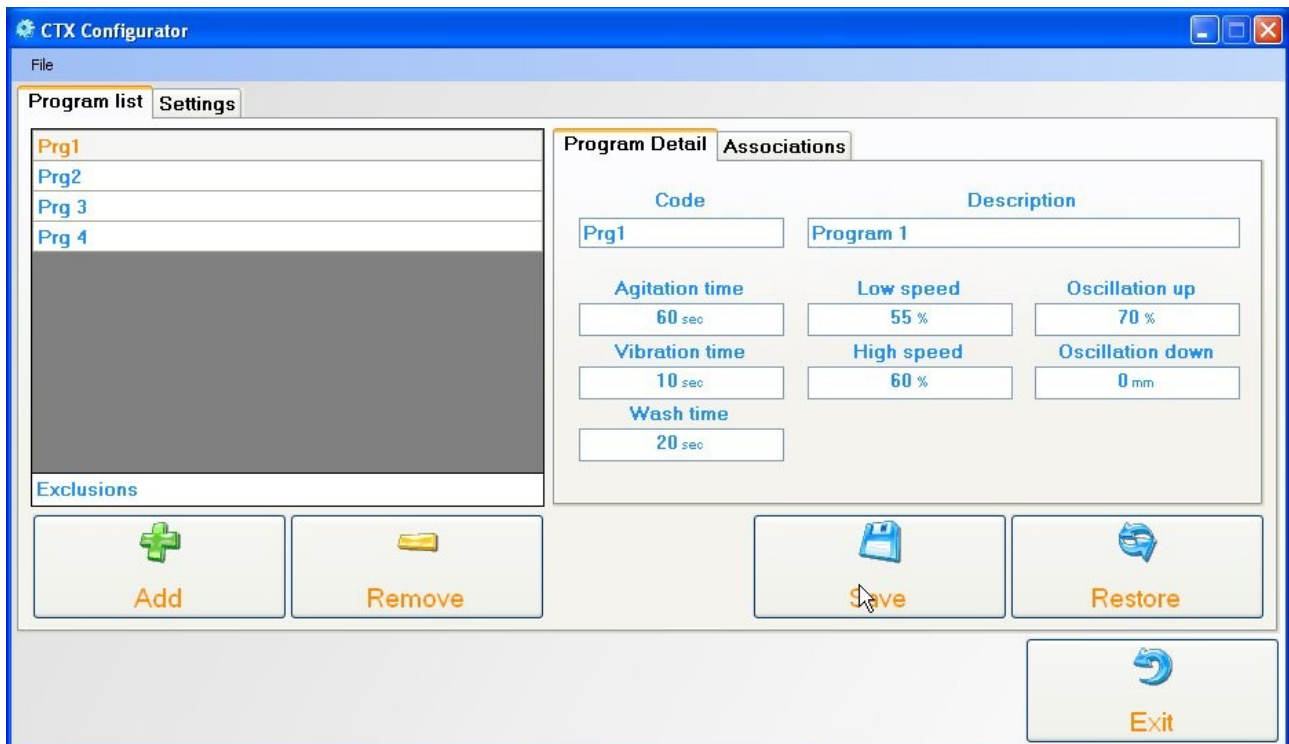 CTX Configurator
File
Program list Settings
Prg1
Prg2
Prg 3
Prg 4
Exclusions
Program Detail Associations
Code Description
Prg1 Program 1
Agitation time Low speed Oscillation up
60 sec 55 % 70 %
Vibration time High speed Oscillation down
10 sec 60 % 0 mm
Wash time
20 sec
Add Remove Save Restore
Exit